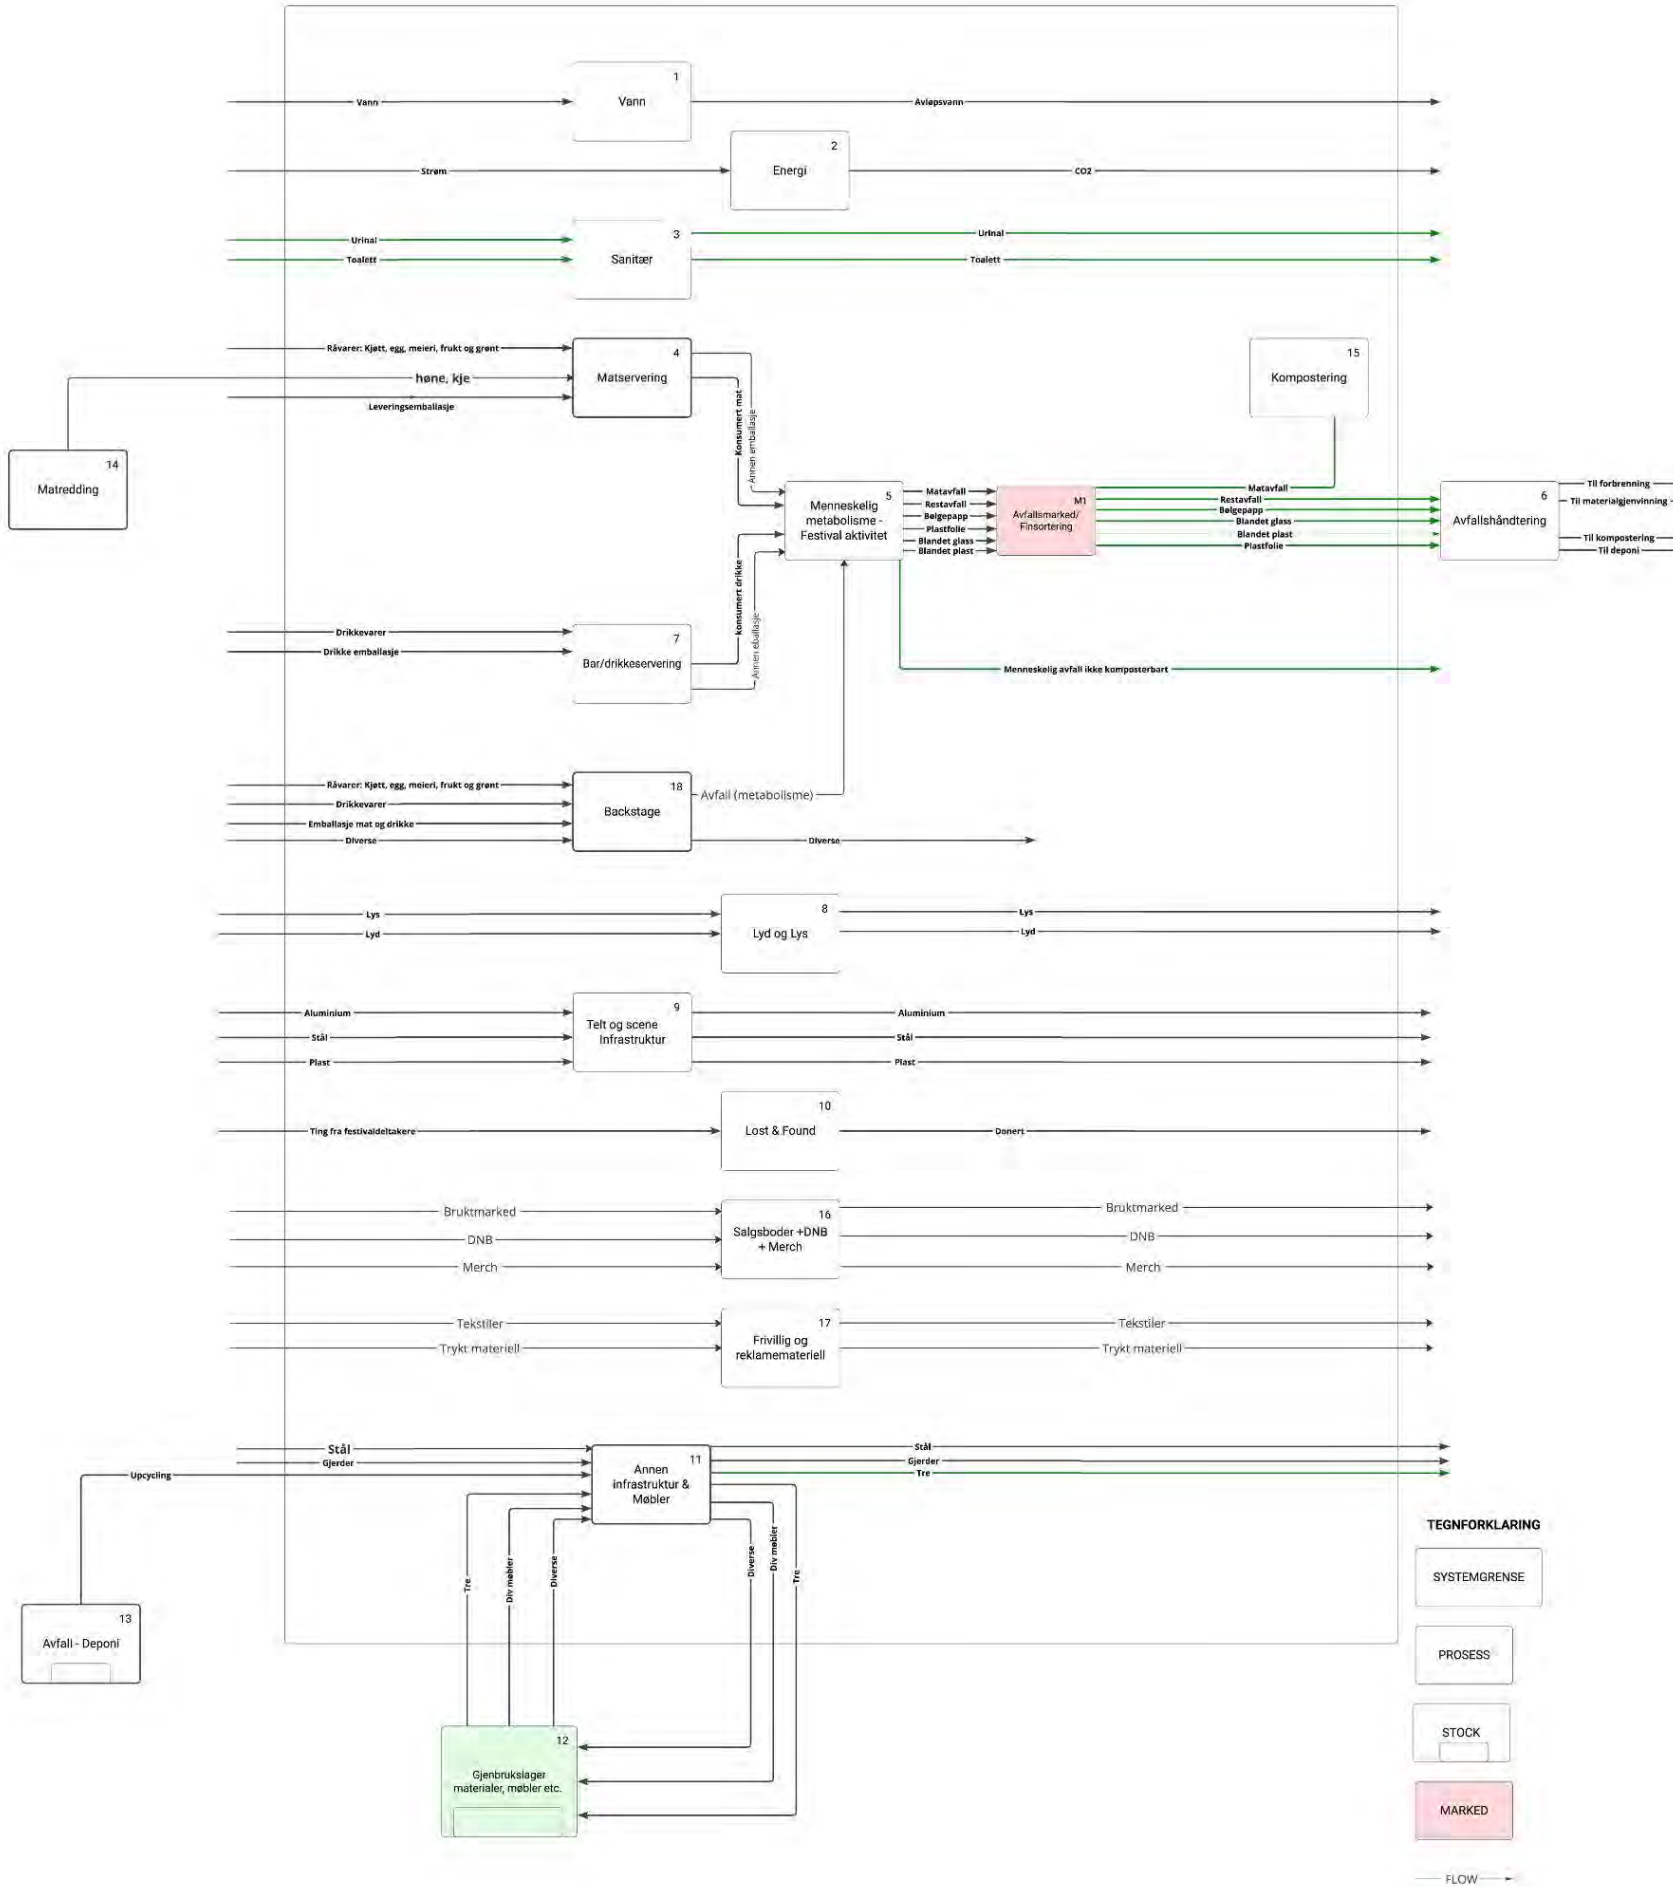 1
Vann
Vann
Avløpsvann
2
Strøm
Energi
CO2
3
Urinal
Urinal
Toalett
Sanitær
Toalett
4
Råvarer: Kjøtt, egg, meieri, frukt og grønt
høne, kje
Matservering
Leveringsemballasje
Konsumert mat
Annen emballasje
15
Kompostering
14
Matredding
5
Menneskelig
metabolisme -
Festival aktivitet
Matavfall
Restavfall
Bølgepapp
Plastfolie
Blandet glass
Blandet plast
M1
Avfallsmarked/
Finsortering
Matavfall
Restavfall
Bølgepapp
Blandet glass
Blandet plast
Plastfolie
6
Avfallshåndtering
Til forbrenning
Til materialgjenvinning
Til kompostering
Til deponi
7
Drikkevarer
Drikke emballasje
Bar/drikkeservering
konsumert drikke
Annen eballasje
Menneskelig avfall ikke komposterbart
18
Råvarer: Kjøtt, egg, meieri, frukt og grønt
Drikkevarer
Emballasje mat og drikke
Diverse
Backstage
Avfall (metabolisme)
Diverse
8
Lys
Lyd
Lyd og Lys
Lys
Lyd
9
Aluminium
Stål
Plast
Telt og scene
Infrastruktur
Aluminium
Stål
Plast
10
Ting fra festivaldeltakere
Lost & Found
Donert
16
Bruktmarked
DNB
Merch
Salgsboder +DNB
+ Merch
Bruktmarked
DNB
Merch
17
Tekstiler
Trykt materiell
Frivillig og
reklamemateriell
Tekstiler
Trykt materiell
11
Stål
Gjerder
Upcycling
Annen
infrastruktur &
Møbler
Stål
Gjerder
Tre
Tre
Div møbler
Diverse
Diverse
Div møbler
Tre
13
Avfall - Deponi
12
Gjenbrukslager
materialer, møbler etc.
TEGNFORKLARING
SYSTEMGRENSE
PROSESS
STOCK
MARKED
FLOW